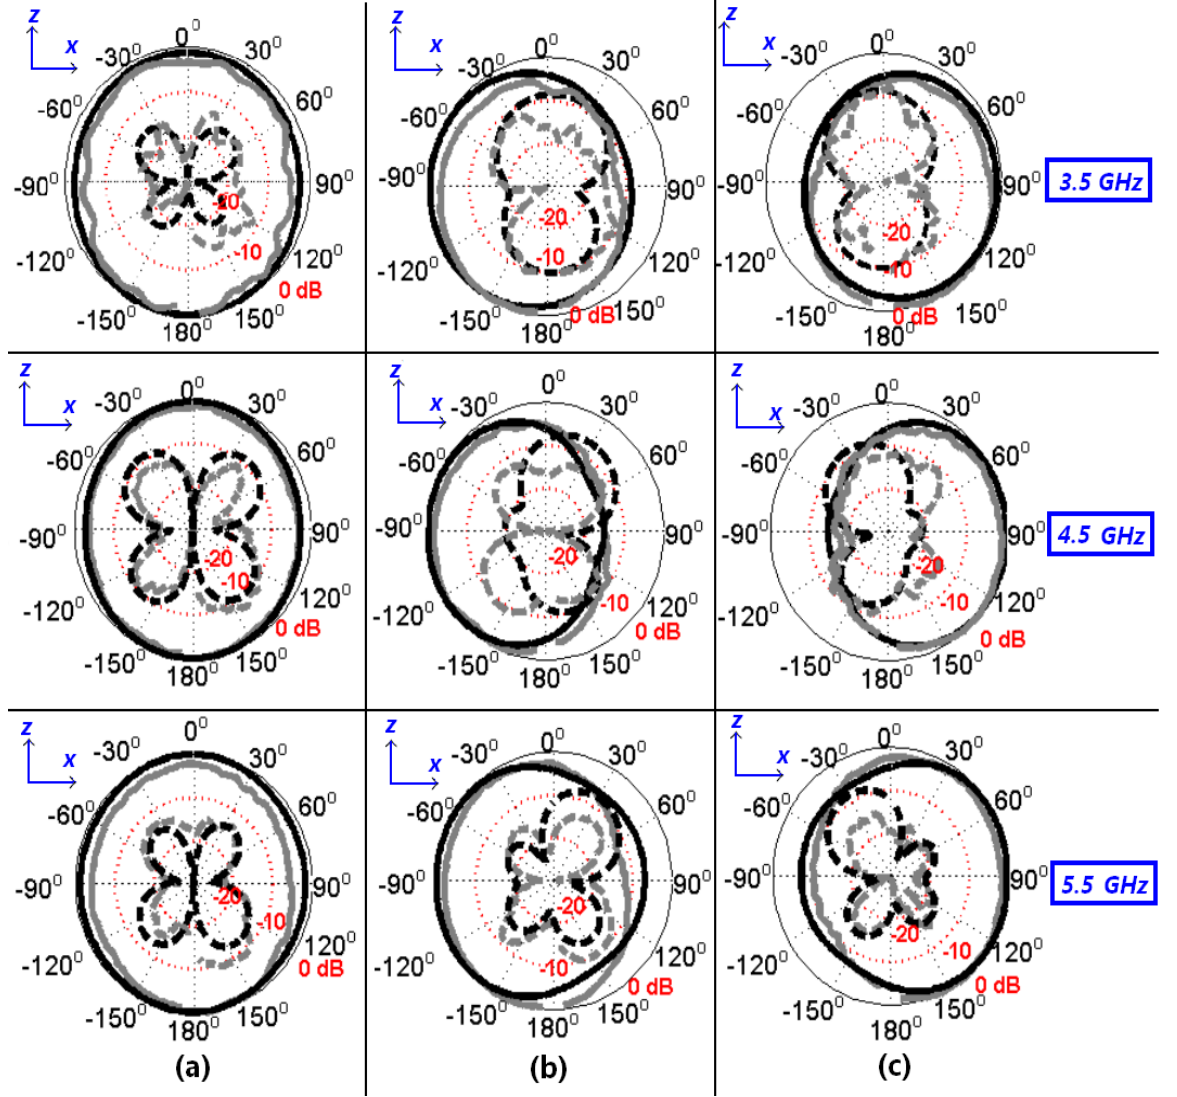 z x 0⁰ -30⁰ 30⁰ -60⁰ 60⁰ -90⁰ 90⁰ -20 -10 -120⁰ 120⁰ 0 dB -150⁰ 150⁰ 180⁰
z x 0⁰ -30⁰ 30⁰ -60⁰ 60⁰ -90⁰ 90⁰ -20 -10 -120⁰ 120⁰ 0 dB 150⁰ -150⁰ 180⁰
z x 0⁰ -30⁰ 30⁰ -60⁰ 60⁰ -90⁰ 90⁰ -20 -10 -120⁰ 120⁰ 0 dB -150⁰ 150⁰ 180⁰
3.5 GHz
z x 0⁰ -30⁰ 30⁰ -60⁰ 60⁰ -90⁰ 90⁰ -20 -10 -120⁰ 120⁰ 0 dB -150⁰ 150⁰ 180⁰
z x 0⁰ -30⁰ 30⁰ -60⁰ 60⁰ -90⁰ 90⁰ -20 -10 -120⁰ 120⁰ 0 dB -150⁰ 150⁰ 180⁰
z x 0⁰ -30⁰ 30⁰ -60⁰ 60⁰ -90⁰ 90⁰ -20 -10 -120⁰ 120⁰ 0 dB -150⁰ 150⁰ 180⁰
4.5 GHz
z x 0⁰ -30⁰ 30⁰ -60⁰ 60⁰ -90⁰ 90⁰ -20 -10 -120⁰ 120⁰ 0 dB -150⁰ 150⁰ 180⁰
z x 0⁰ -30⁰ 30⁰ -60⁰ 60⁰ -90⁰ 90⁰ -20 -10 -120⁰ 120⁰ 0 dB -150⁰ 150⁰ 180⁰
z x 0⁰ -30⁰ 30⁰ -60⁰ 60⁰ -90⁰ 90⁰ -20 -10 -120⁰ 120⁰ 0 dB -150⁰ 150⁰ 180⁰
5.5 GHz
(a) (b) (c)